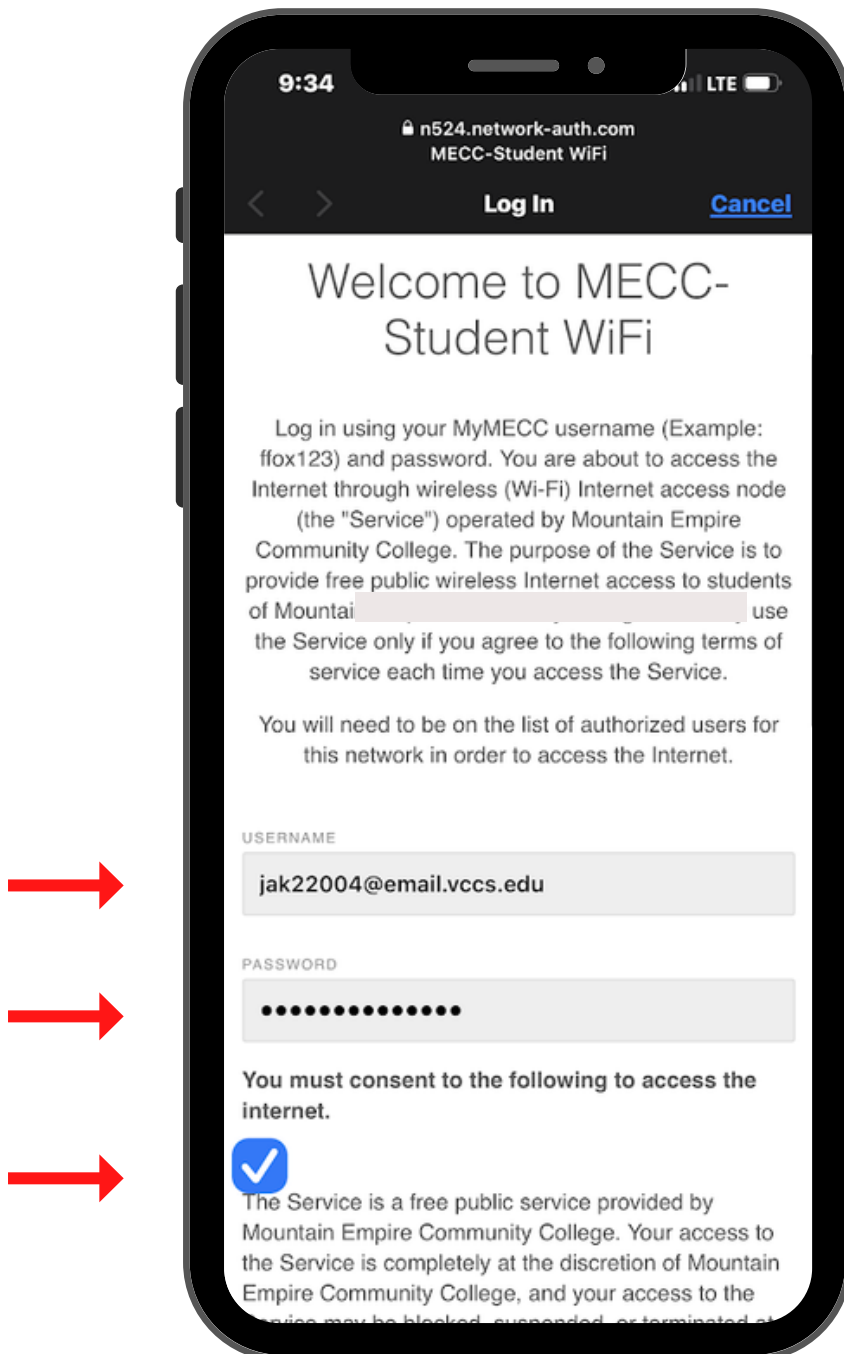 9:34
LTE
n524.network-auth.com
MECC-Student WiFi
Log In
Cancel
Welcome to MECC-
Student WiFi
Log in using your MyMECC username (Example:
ffox123) and password. You are about to access the
Internet through wireless (Wi-Fi) Internet access node
(the "Service") operated by Mountain Empire
Community College. The purpose of the Service is to
provide free public wireless Internet access to students
of use
the Service only if you agree to the following terms of
service each time you access the Service.
You will need to be on the list of authorized users for
this network in order to access the Internet.
USERNAME
jak22004@email.vccs.edu
PASSWORD
••••••••••••••
You must consent to the following to access the
internet.
The Service is a free public service provided by
Mountain Empire Community College. Your access to
the Service is completely at the discretion of Mountain
Empire Community College, and your access to the
Service may be blocked, suspended, or terminated at